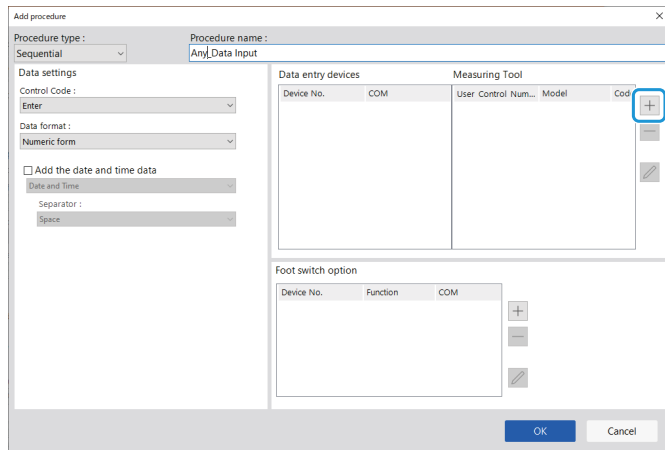 Add procedure
Procedure type :
Procedure name :
Sequential
Any_Data Input
Data settings
Control Code :
Enter
Data format :
Numeric form
Add the date and time data
Date and Time
Separator :
Space
Data entry devices
Measuring Tool
Device No. COM
User Control Num... Model Cod
Foot switch option
Device No. Function COM
OK Cancel